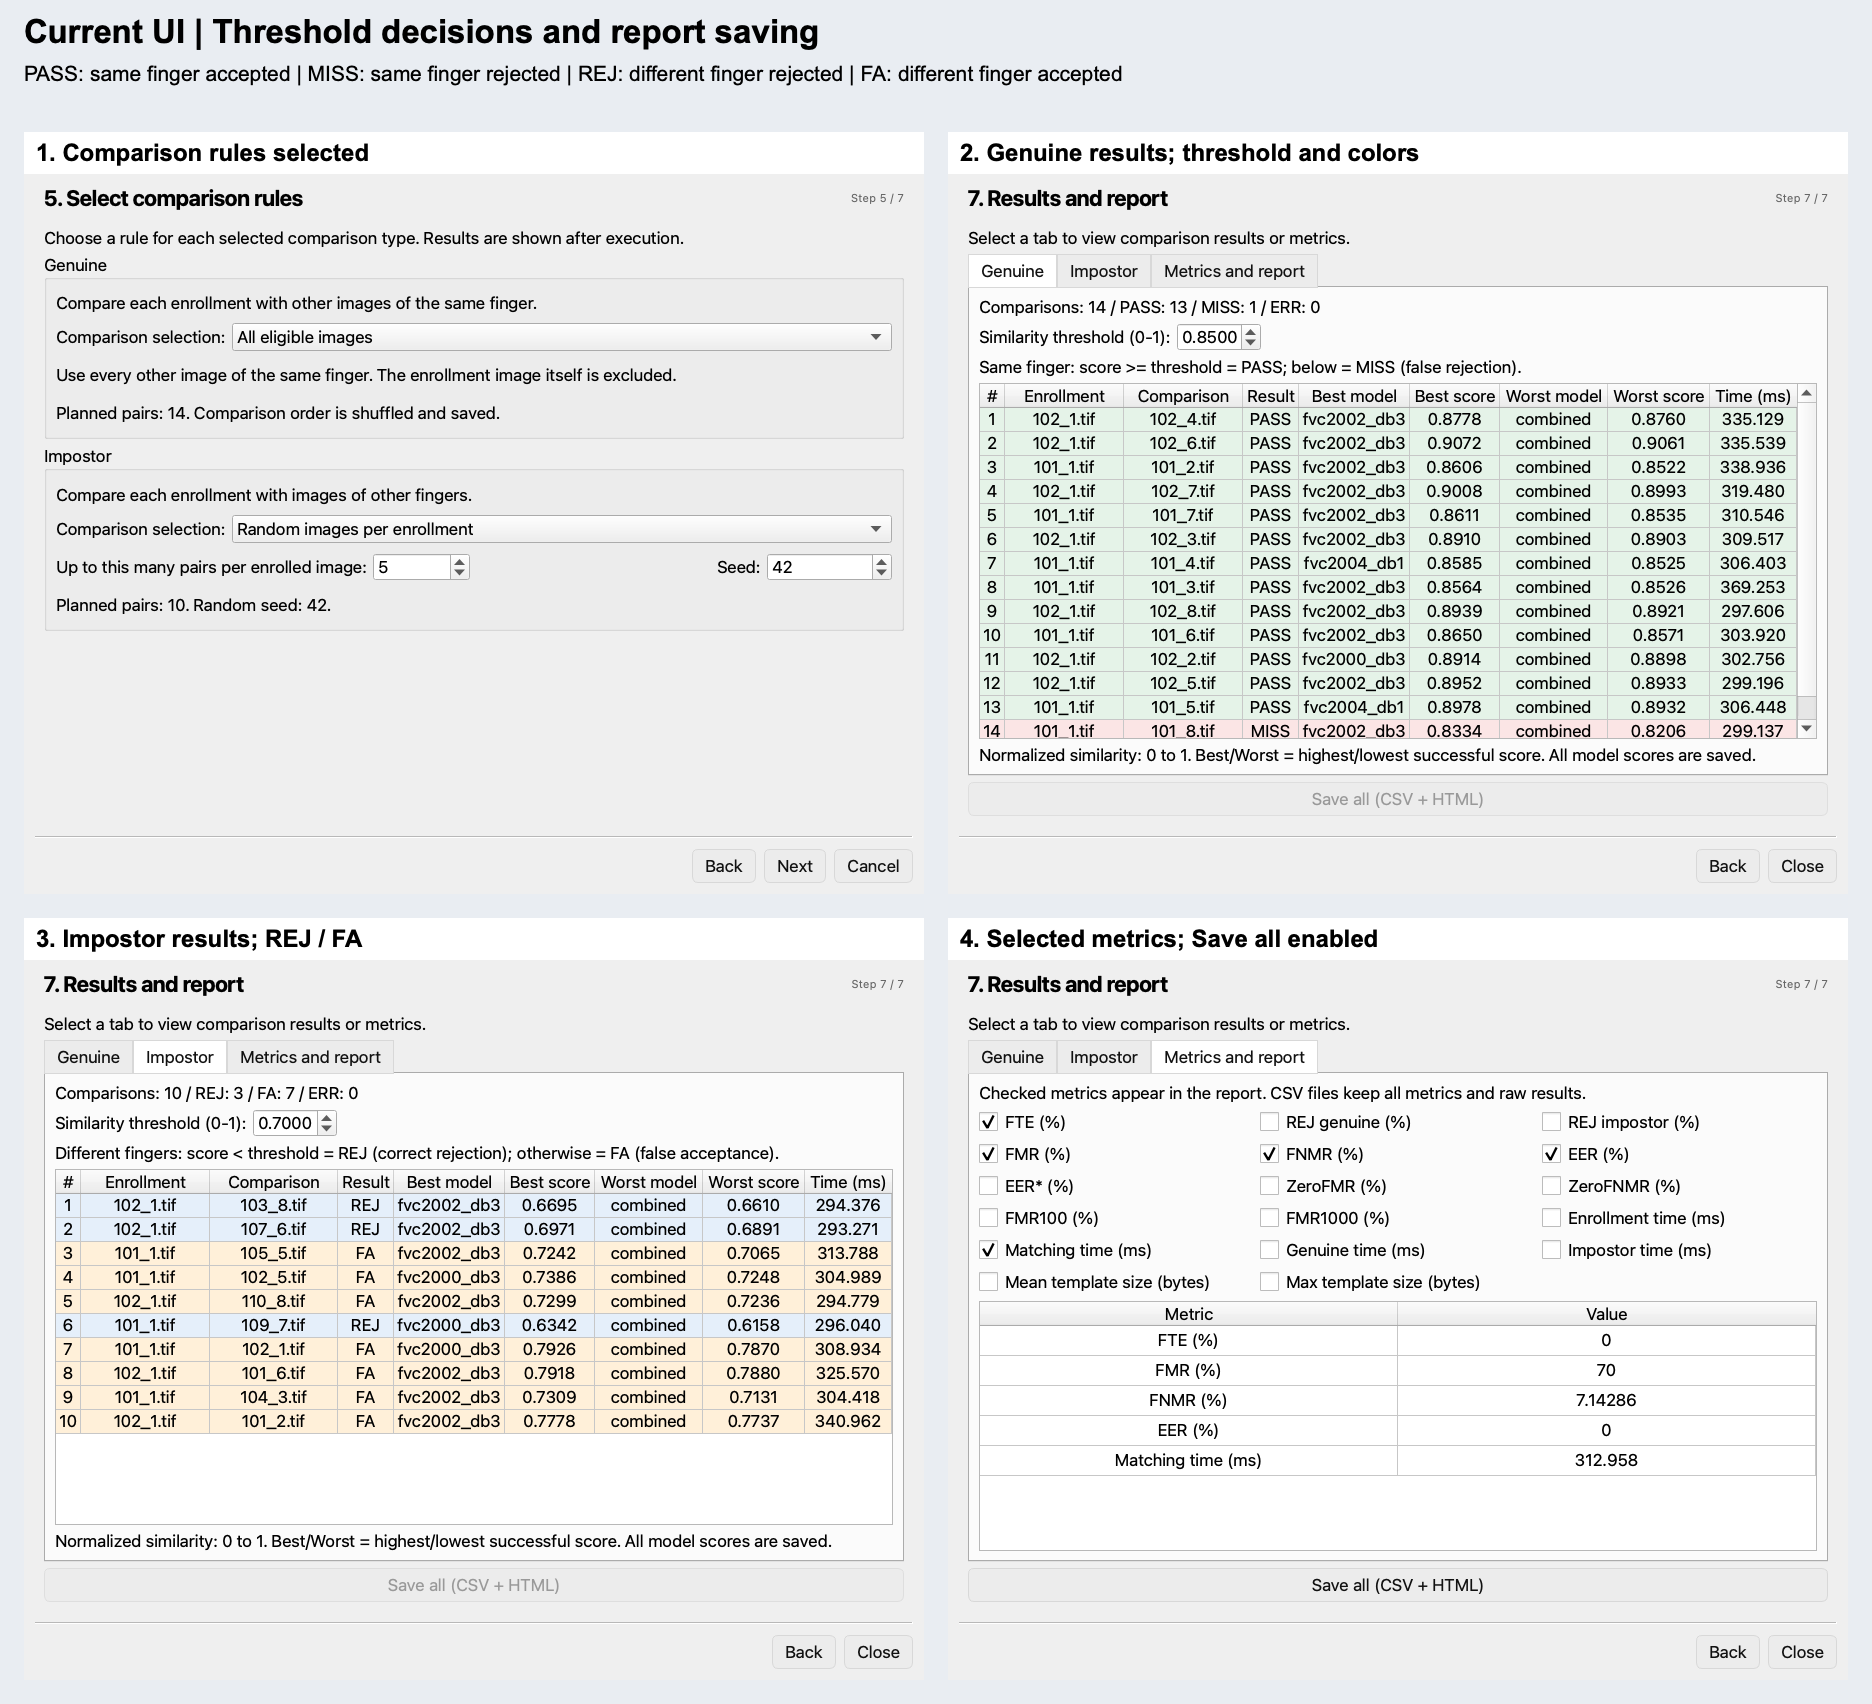 Current UI | Threshold decisions and report saving
PASS: same finger accepted | MISS: same finger rejected | REJ: different finger rejected | FA: different finger accepted
1. Comparison rules selected
5. Select comparison rules
Step 5 / 7
Choose a rule for each selected comparison type. Results are shown after execution.
Genuine
Compare each enrollment with other images of the same finger.
Comparison selection: All eligible images
Use every other image of the same finger. The enrollment image itself is excluded.
Planned pairs: 14. Comparison order is shuffled and saved.
Impostor
Compare each enrollment with images of other fingers.
Comparison selection: Random images per enrollment
Up to this many pairs per enrolled image: 5 Seed: 42
Planned pairs: 10. Random seed: 42.
Back Next Cancel
2. Genuine results; threshold and colors
7. Results and report
Step 7 / 7
Select a tab to view comparison results or metrics.
Genuine Impostor Metrics and report
Comparisons: 14 / PASS: 13 / MISS: 1 / ERR: 0
Similarity threshold (0-1): 0.8500
Same finger: score >= threshold = PASS; below = MISS (false rejection).
# Enrollment Comparison Result Best model Best score Worst model Worst score Time (ms)
1 102_1.tif 102_4.tif PASS fvc2002_db3 0.8778 combined 0.8760 335.129
2 102_1.tif 102_6.tif PASS fvc2002_db3 0.9072 combined 0.9061 335.539
3 101_1.tif 101_2.tif PASS fvc2002_db3 0.8606 combined 0.8522 338.936
4 102_1.tif 102_7.tif PASS fvc2002_db3 0.9008 combined 0.8993 319.480
5 101_1.tif 101_7.tif PASS fvc2002_db3 0.8611 combined 0.8535 310.546
6 102_1.tif 102_3.tif PASS fvc2002_db3 0.8910 combined 0.8903 309.517
7 101_1.tif 101_4.tif PASS fvc2004_db1 0.8585 combined 0.8525 306.403
8 101_1.tif 101_3.tif PASS fvc2002_db3 0.8564 combined 0.8526 369.253
9 102_1.tif 102_8.tif PASS fvc2002_db3 0.8939 combined 0.8921 297.606
10 101_1.tif 101_6.tif PASS fvc2002_db3 0.8650 combined 0.8571 303.920
11 102_1.tif 102_2.tif PASS fvc2000_db3 0.8914 combined 0.8898 302.756
12 102_1.tif 102_5.tif PASS fvc2002_db3 0.8952 combined 0.8933 299.196
13 101_1.tif 101_5.tif PASS fvc2004_db1 0.8978 combined 0.8932 306.448
14 101_1.tif 101_8.tif MISS fvc2002_db3 0.8334 combined 0.8206 299.137
Normalized similarity: 0 to 1. Best/Worst = highest/lowest successful score. All model scores are saved.
Save all (CSV + HTML)
Back Close
3. Impostor results; REJ / FA
7. Results and report
Step 7 / 7
Select a tab to view comparison results or metrics.
Genuine Impostor Metrics and report
Comparisons: 10 / REJ: 3 / FA: 7 / ERR: 0
Similarity threshold (0-1): 0.7000
Different fingers: score < threshold = REJ (correct rejection); otherwise = FA (false acceptance).
# Enrollment Comparison Result Best model Best score Worst model Worst score Time (ms)
1 102_1.tif 103_8.tif REJ fvc2002_db3 0.6695 combined 0.6610 294.376
2 102_1.tif 107_6.tif REJ fvc2002_db3 0.6971 combined 0.6891 293.271
3 101_1.tif 105_5.tif FA fvc2002_db3 0.7242 combined 0.7065 313.788
4 101_1.tif 102_5.tif FA fvc2000_db3 0.7386 combined 0.7248 304.989
5 102_1.tif 110_8.tif FA fvc2002_db3 0.7299 combined 0.7236 294.779
6 101_1.tif 109_7.tif REJ fvc2000_db3 0.6342 combined 0.6158 296.040
7 101_1.tif 102_1.tif FA fvc2000_db3 0.7926 combined 0.7870 308.934
8 102_1.tif 101_6.tif FA fvc2002_db3 0.7918 combined 0.7880 325.570
9 101_1.tif 104_3.tif FA fvc2002_db3 0.7309 combined 0.7131 304.418
10 102_1.tif 101_2.tif FA fvc2002_db3 0.7778 combined 0.7737 340.962
Normalized similarity: 0 to 1. Best/Worst = highest/lowest successful score. All model scores are saved.
Save all (CSV + HTML)
Back Close
4. Selected metrics; Save all enabled
7. Results and report
Step 7 / 7
Select a tab to view comparison results or metrics.
Genuine Impostor Metrics and report
Checked metrics appear in the report. CSV files keep all metrics and raw results.
FTE (%) REJ genuine (%) REJ impostor (%)
FMR (%) FNMR (%) EER (%)
EER* (%) ZeroFMR (%) ZeroFNMR (%)
FMR100 (%) FMR1000 (%) Enrollment time (ms)
Matching time (ms) Genuine time (ms) Impostor time (ms)
Mean template size (bytes) Max template size (bytes)
Metric Value
FTE (%) 0
FMR (%) 70
FNMR (%) 7.14286
EER (%) 0
Matching time (ms) 312.958
Save all (CSV + HTML)
Back Close